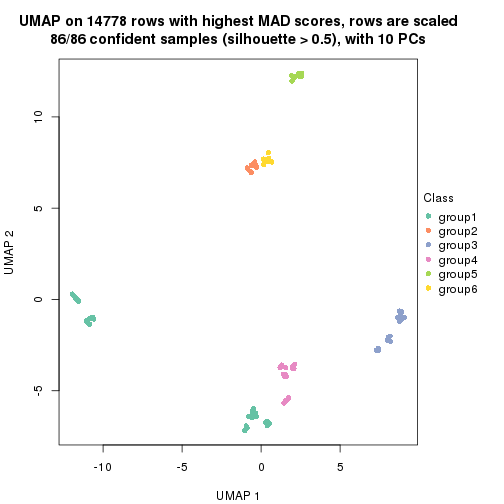 UMAP on 14778 rows with highest MAD scores, rows are scaled
86/86 confident samples (silhouette > 0.5), with 10 PCs
10
5
0
-5
UMAP 2
-10
-5
0
5
UMAP 1
Class
group1
group2
group3
group4
group5
group6